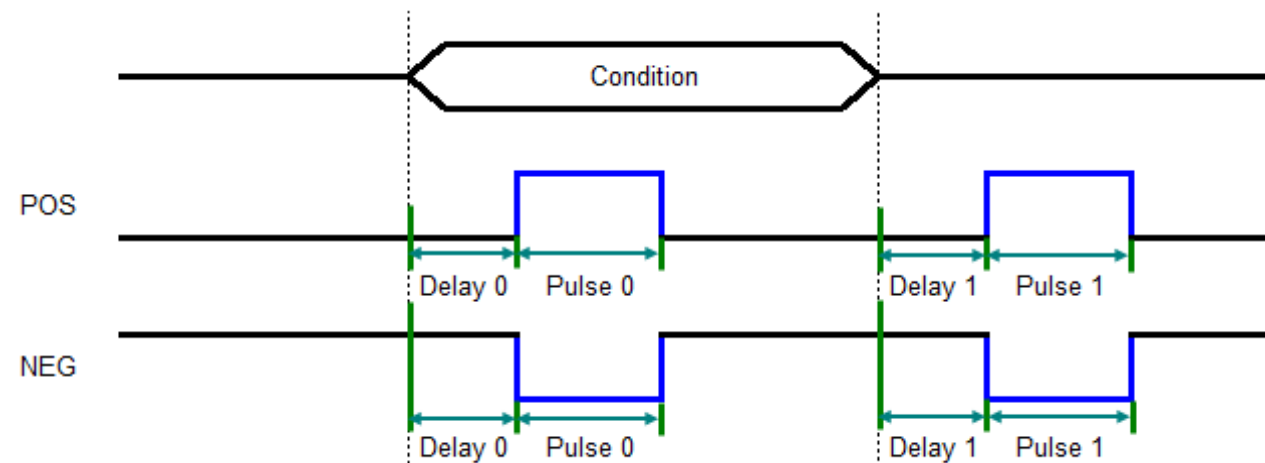 Condition
POS
Delay 0 Pulse 0 Delay 1 Pulse 1
NEG
Delay 0 Pulse 0 Delay 1 Pulse 1